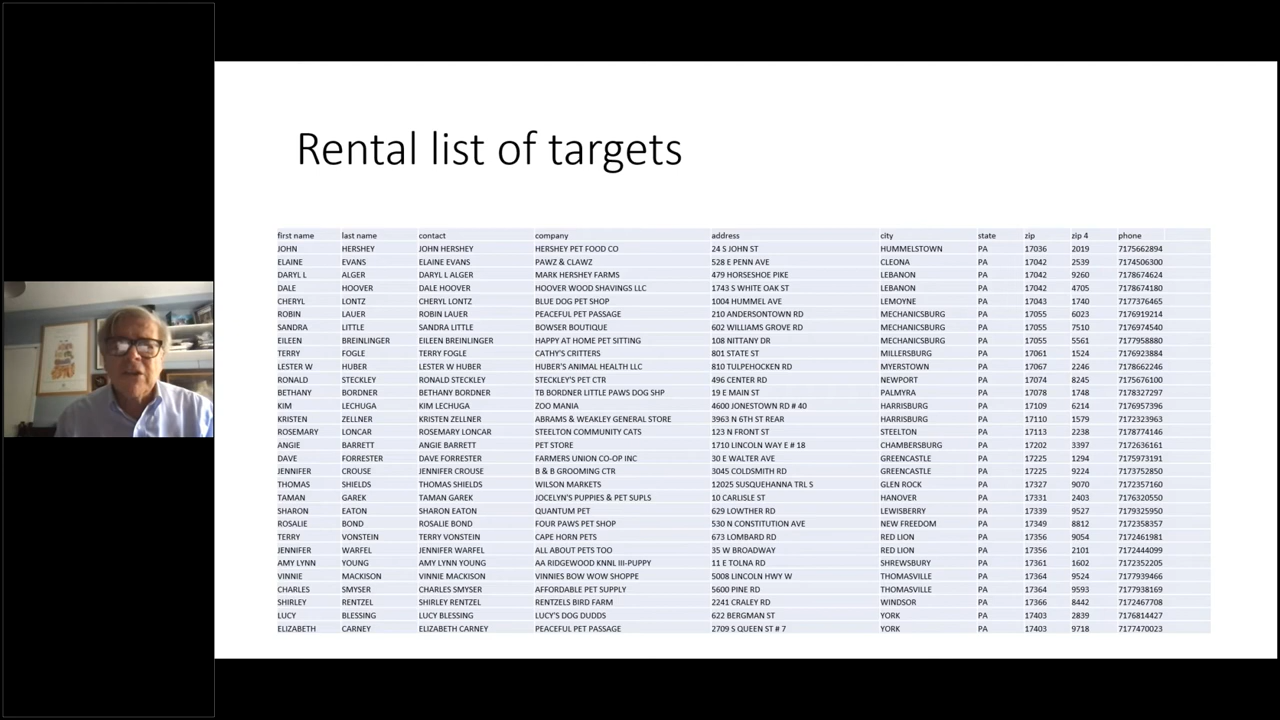 Rental list of targets
first name last name contact company address city state zip zip 4 phone
JOHN HERSHEY JOHN HERSHEY HERSHEY PET FOOD CO 24 S JOHN ST HUMMELSTOWN PA 17036 2019 7175662894
ELAINE EVANS ELAINE EVANS PAWZ & CLAWZ 528 E PENN AVE CLEONA PA 17042 2539 7174506300
DARYL L ALGER DARYL L ALGER MARK HERSHEY FARMS 479 HORSESHOE PIKE LEBANON PA 17042 9260 7178674624
DALE HOOVER DALE HOOVER HOOVER WOOD SHAVINGS LLC 1743 S WHITE OAK ST LEBANON PA 17042 4705 7178674180
CHERYL LONTZ CHERYL LONTZ BLUE DOG PET SHOP 1004 HUMMEL AVE LEMOYNE PA 17043 1740 7177376465
ROBIN LAUER ROBIN LAUER PEACEFUL PET PASSAGE 210 ANDERSONTOWN RD MECHANICSBURG PA 17055 6023 7176919214
SANDRA LITTLE SANDRA LITTLE BOWSER BOUTIQUE 602 WILLIAMS GROVE RD MECHANICSBURG PA 17055 7510 7176974540
EILEEN BREINLINGER EILEEN BREINLINGER HAPPY AT HOME PET SITTING 108 NITTANY DR MECHANICSBURG PA 17055 5561 7177958880
TERRY FOGLE TERRY FOGLE CATHY'S CRITTERS 801 STATE ST MILLERSBURG PA 17061 1524 7176923884
LESTER W HUBER LESTER W HUBER HUBER'S ANIMAL HEALTH LLC 810 TULPEHOCKEN RD MYERSTOWN PA 17067 2246 7178662246
RONALD STECKLEY RONALD STECKLEY STECKLEY'S PET CTR 496 CENTER RD NEWPORT PA 17074 8245 7175676100
BETHANY BORDNER BETHANY BORDNER TB BORDNER LITTLE PAWS DOG SHP 19 E MAIN ST PALMYRA PA 17078 1748 7178327297
KIM LECHUGA KIM LECHUGA ZOO MANIA 4600 JONESTOWN RD # 40 HARRISBURG PA 17109 6214 7176957396
KRISTEN ZELLNER KRISTEN ZELLNER ABRAMS & WEAKLEY GENERAL STORE 3963 N 6TH ST REAR HARRISBURG PA 17110 1579 7172323963
ROSEMARY LONCAR ROSEMARY LONCAR STEELTON COMMUNITY CATS 123 N FRONT ST STEELTON PA 17113 2238 7178774146
ANGIE BARRETT ANGIE BARRETT PET STORE 1710 LINCOLN WAY E # 18 CHAMBERSBURG PA 17202 3397 7172636161
DAVE FORRESTER DAVE FORRESTER FARMERS UNION CO-OP INC 30 E WALTER AVE GREENCASTLE PA 17225 1294 7175973191
JENNIFER CROUSE JENNIFER CROUSE B & B GROOMING CTR 3045 COLDSMITH RD GREENCASTLE PA 17225 9224 7173752850
THOMAS SHIELDS THOMAS SHIELDS WILSON MARKETS 12025 SUSQUEHANNA TRL S GLEN ROCK PA 17327 9070 7172357160
TAMAN GAREK TAMAN GAREK JOCELYN'S PUPPIES & PET SUPLS 10 CARLISLE ST HANOVER PA 17331 2403 7176320550
SHARON EATON SHARON EATON QUANTUM PET 629 LOWTHER RD LEWISBERRY PA 17339 9527 7179325950
ROSALIE BOND ROSALIE BOND FOUR PAWS PET SHOP 530 N CONSTITUTION AVE NEW FREEDOM PA 17349 8812 7172358357
TERRY VONSTEIN TERRY VONSTEIN CAPE HORN PETS 673 LOMBARD RD RED LION PA 17356 9054 7172461981
JENNIFER WARFEL JENNIFER WARFEL ALL ABOUT PETS TOO 35 W BROADWAY RED LION PA 17356 2101 7172444099
AMY LYNN YOUNG AMY LYNN YOUNG AA RIDGEWOOD KNNL III-PUPPY 11 E TOLNA RD SHREWSBURY PA 17361 1602 7172352205
VINNIE MACKISON VINNIE MACKISON VINNIES BOW WOW SHOPPE 5008 LINCOLN HWY W THOMASVILLE PA 17364 9524 7177939466
CHARLES SMYSER CHARLES SMYSER AFFORDABLE PET SUPPLY 5600 PINE RD THOMASVILLE PA 17364 9593 7177938169
SHIRLEY RENTZEL SHIRLEY RENTZEL RENTZELS BIRD FARM 2241 CRALEY RD WINDSOR PA 17366 8442 7172467708
LUCY BLESSING LUCY BLESSING LUCY'S DOG DUDDS 622 BERGMAN ST YORK PA 17403 2839 7176814427
ELIZABETH CARNEY ELIZABETH CARNEY PEACEFUL PET PASSAGE 2709 S QUEEN ST # 7 YORK PA 17403 9718 7177470023